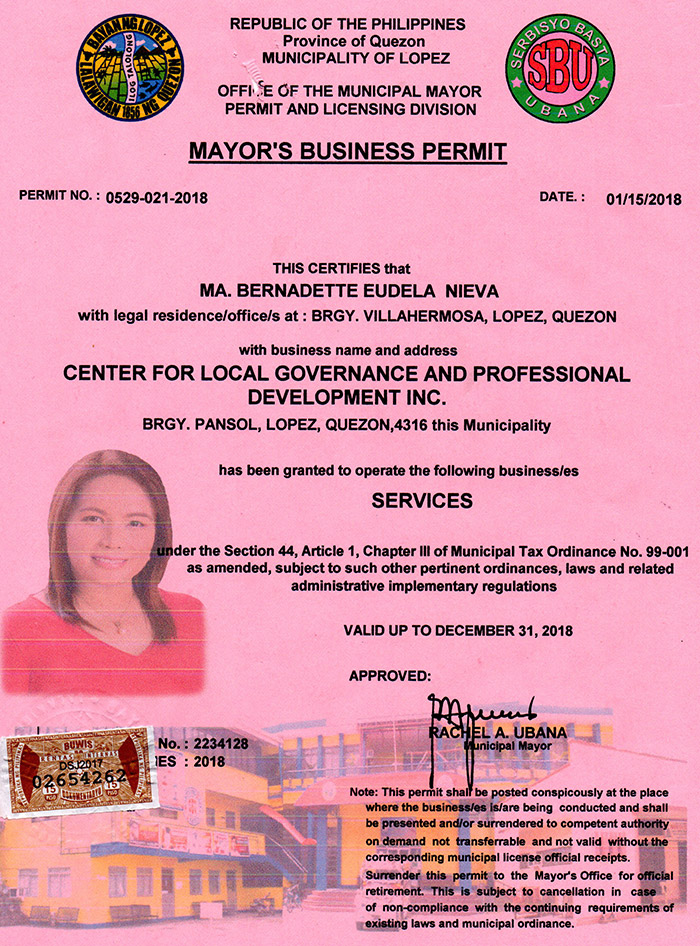 REPUBLIC OF THE PHILIPPINES
Province of Quezon
MUNICIPALITY OF LOPEZ
OFFICE OF THE MUNICIPAL MAYOR
PERMIT AND LICENSING DIVISION
BAYAN NG LOPEZ
ILOG TALOLONG
LALAWIGAN 1856 NG QUEZON
SERBISYO BASTA
SBU
UBANA
MAYOR'S BUSINESS PERMIT
PERMIT NO. : 0529-021-2018
DATE. : 01/15/2018
THIS CERTIFIES that
MA. BERNADETTE EUDELA NIEVA
with legal residence/office/s at : BRGY. VILLAHERMOSA, LOPEZ, QUEZON
with business name and address
CENTER FOR LOCAL GOVERNANCE AND PROFESSIONAL
DEVELOPMENT INC.
BRGY. PANSOL, LOPEZ, QUEZON,4316 this Municipality
has been granted to operate the following business/es
SERVICES
under the Section 44, Article 1, Chapter III of Municipal Tax Ordinance No. 99-001
as amended, subject to such other pertinent ordinances, laws and related
administrative implementary regulations
VALID UP TO DECEMBER 31, 2018
APPROVED:
RACHEL A. UBANA
Municipal Mayor
No. : 2234128
IES : 2018
BUWIS
DSJ2017
02654262
15 15
PISO PISO
Note: This permit shall be posted conspicously at the place
where the business/es is/are being conducted and shall
be presented and/or surrendered to competent authority
on demand not transferrable and not valid without the
corresponding municipal license official receipts.
Surrender this permit to the Mayor's Office for official
retirement. This is subject to cancellation in case
of non-compliance with the continuing requirements of
existing laws and municipal ordinance.